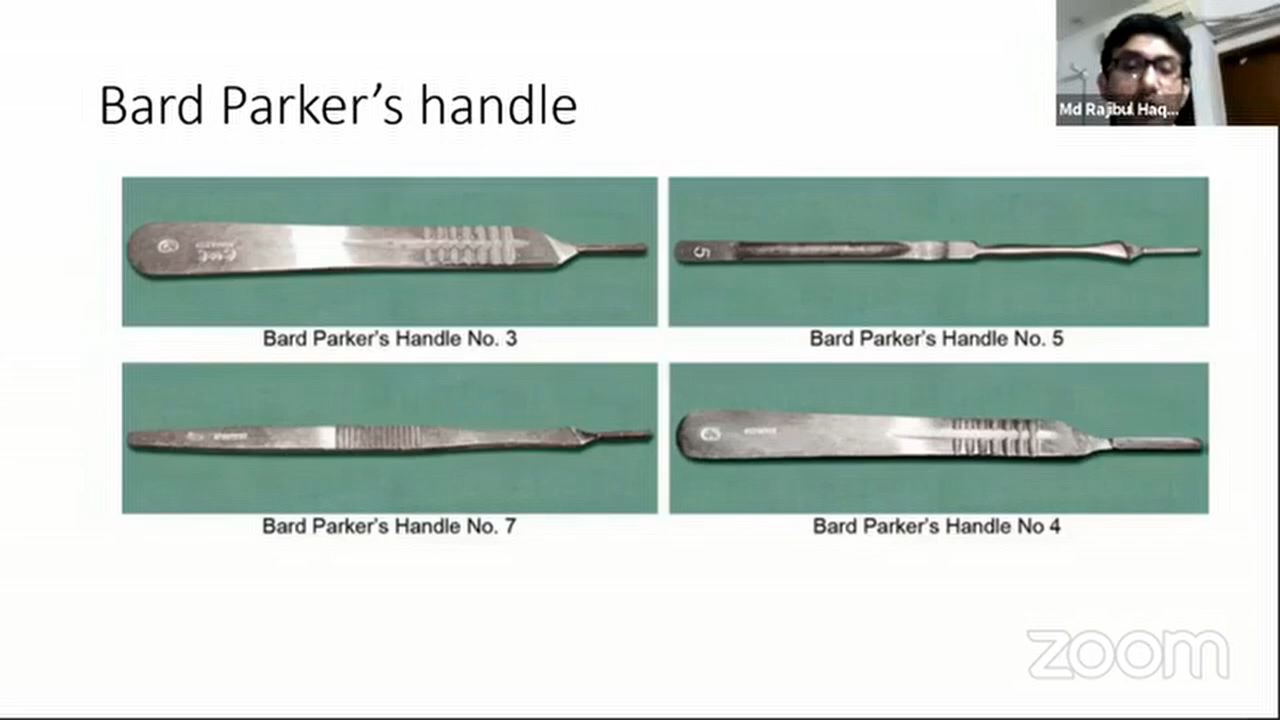 Bard Parker's handle
Md Rajibul Haq...
Bard Parker's Handle No. 3
5
Bard Parker's Handle No. 5
Bard Parker's Handle No. 7
Bard Parker's Handle No 4
zoom